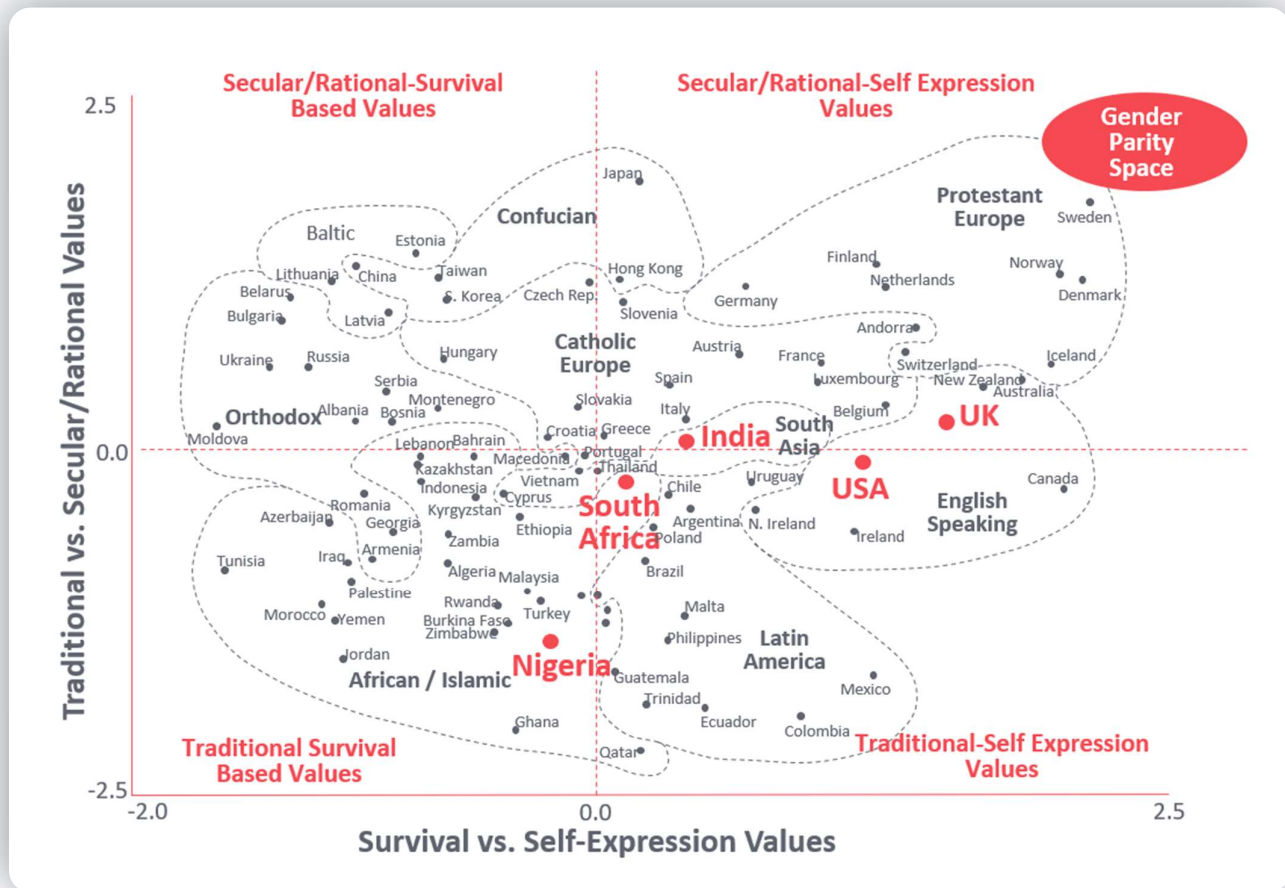 Secular/Rational-Survival
Based Values
Secular/Rational-Self Expression
Values
2.5
Gender
Parity
Space
Japan
Confucian
Protestant
Europe
Sweden
Baltic
Estonia
Finland
Norway
Lithuania
China
Taiwan
Hong Kong
Netherlands
Denmark
Belarus
S. Korea
Czech Rep.
Germany
Bulgaria
Latvia
Slovenia
Andorra
Catholic
Europe
Ukraine
Russia
Hungary
Austria
France
Switzerland
Iceland
Serbia
Spain
Luxembourg
New Zealand
Australia
Montenegro
Slovakia
Orthodox
Albania
Bosnia
Italy
Belgium
UK
Moldova
Croatia
Greece
India
South
Asia
0.0
Lebanon
Bahrain
Macedonia
Portugal
Kazakhstan
Thailand
Indonesia
Vietnam
Uruguay
USA
Canada
Romania
Kyrgyzstan
Cyprus
South
Africa
Chile
English
Speaking
Azerbaijan
Georgia
Ethiopia
Argentina
N. Ireland
Zambia
Poland
Ireland
Tunisia
Iraq
Armenia
Algeria
Malaysia
Brazil
Palestine
Morocco
Yemen
Rwanda
Turkey
Malta
Burkina Faso
Zimbabwe
Philippines
Latin
America
Jordan
Nigeria
African / Islamic
Guatemala
Mexico
Trinidad
Ghana
Ecuador
Colombia
Qatar
Traditional Survival
Based Values
Traditional-Self Expression
Values
-2.5
-2.0
0.0
2.5
Traditional vs. Secular/Rational Values
Survival vs. Self-Expression Values